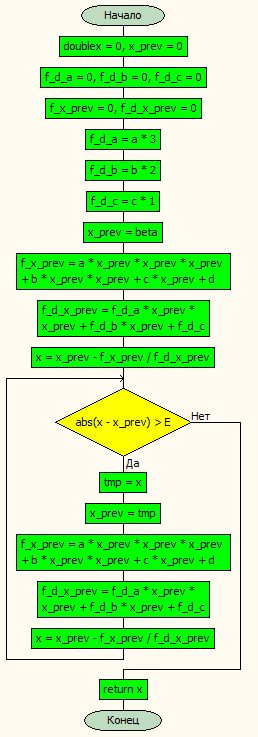 Начало
doublex = 0, x_prev = 0
f_d_a = 0, f_d_b = 0, f_d_c = 0
f_x_prev = 0, f_d_x_prev = 0
f_d_a = a * 3
f_d_b = b * 2
f_d_c = c * 1
x_prev = beta
f_x_prev = a * x_prev * x_prev * x_prev
+ b * x_prev * x_prev + c * x_prev + d
f_d_x_prev = f_d_a * x_prev *
x_prev + f_d_b * x_prev + f_d_c
x = x_prev - f_x_prev / f_d_x_prev
abs(x - x_prev) > E
Нет
Да
tmp = x
x_prev = tmp
f_x_prev = a * x_prev * x_prev * x_prev
+ b * x_prev * x_prev + c * x_prev + d
f_d_x_prev = f_d_a * x_prev *
x_prev + f_d_b * x_prev + f_d_c
x = x_prev - f_x_prev / f_d_x_prev
return x
Конец